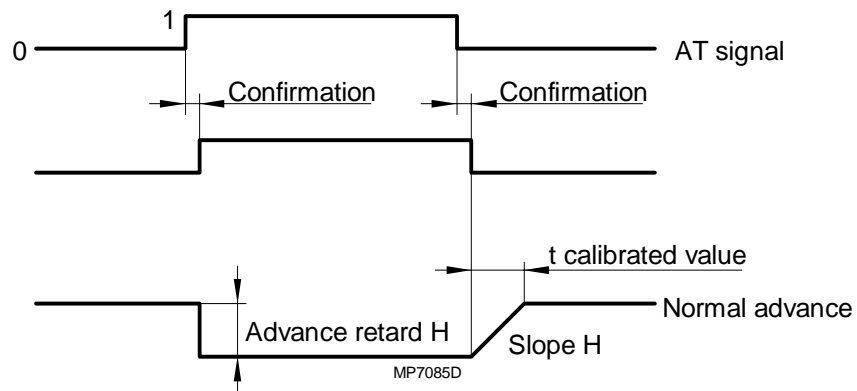 1
0
AT signal
Confirmation
Confirmation
t calibrated value
Normal advance
Advance retard H
Slope H
MP7085D